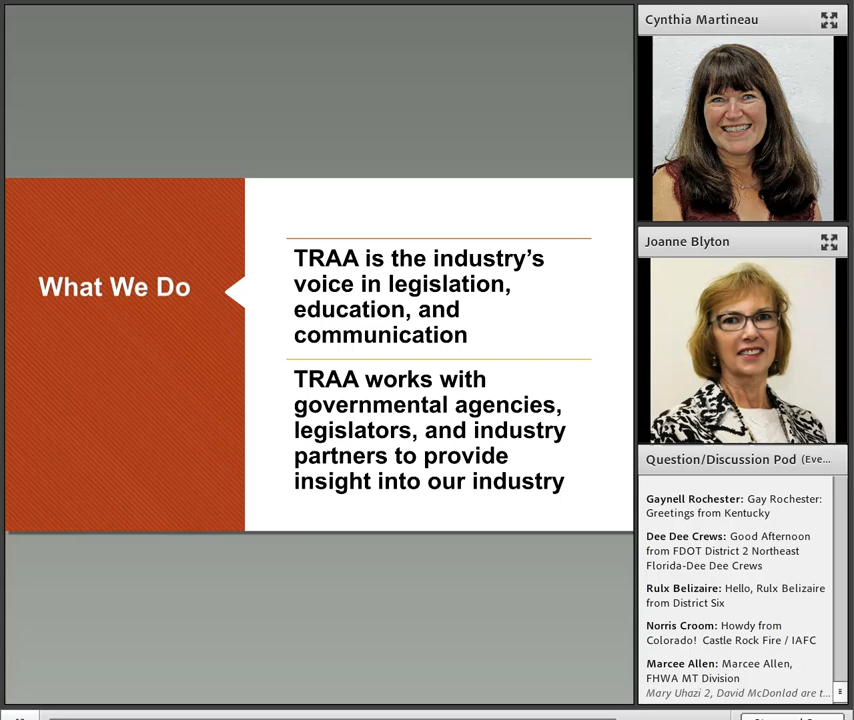 What We Do
TRAA is the industry’s
voice in legislation,
education, and
communication
TRAA works with
governmental agencies,
legislators, and industry
partners to provide
insight into our industry
Cynthia Martineau
Joanne Blyton
Question/Discussion Pod (Eve...
Gaynell Rochester: Gay Rochester:
Greetings from Kentucky
Dee Dee Crews: Good Afternoon
from FDOT District 2 Northeast
Florida-Dee Dee Crews
Rulx Belizaire: Hello, Rulx Belizaire
from District Six
Norris Croom: Howdy from
Colorado! Castle Rock Fire / IAFC
Marcee Allen: Marcee Allen,
FHWA MT Division
Mary Uhazi 2, David McDonlad are t...